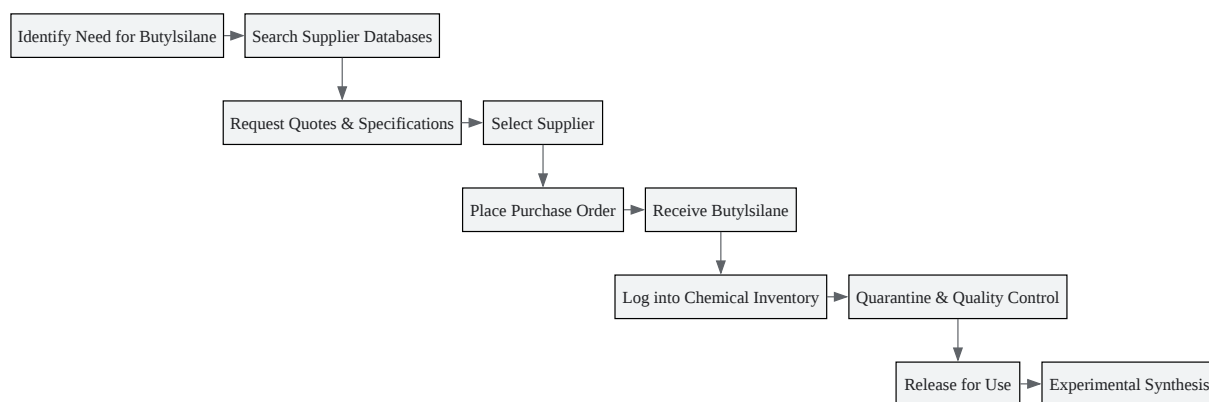 Identify Need for Butylsilane
Search Supplier Databases
Request Quotes & Specifications
Select Supplier
Place Purchase Order
Receive Butylsilane
Log into Chemical Inventory
Quarantine & Quality Control
Release for Use
Experimental Synthesis